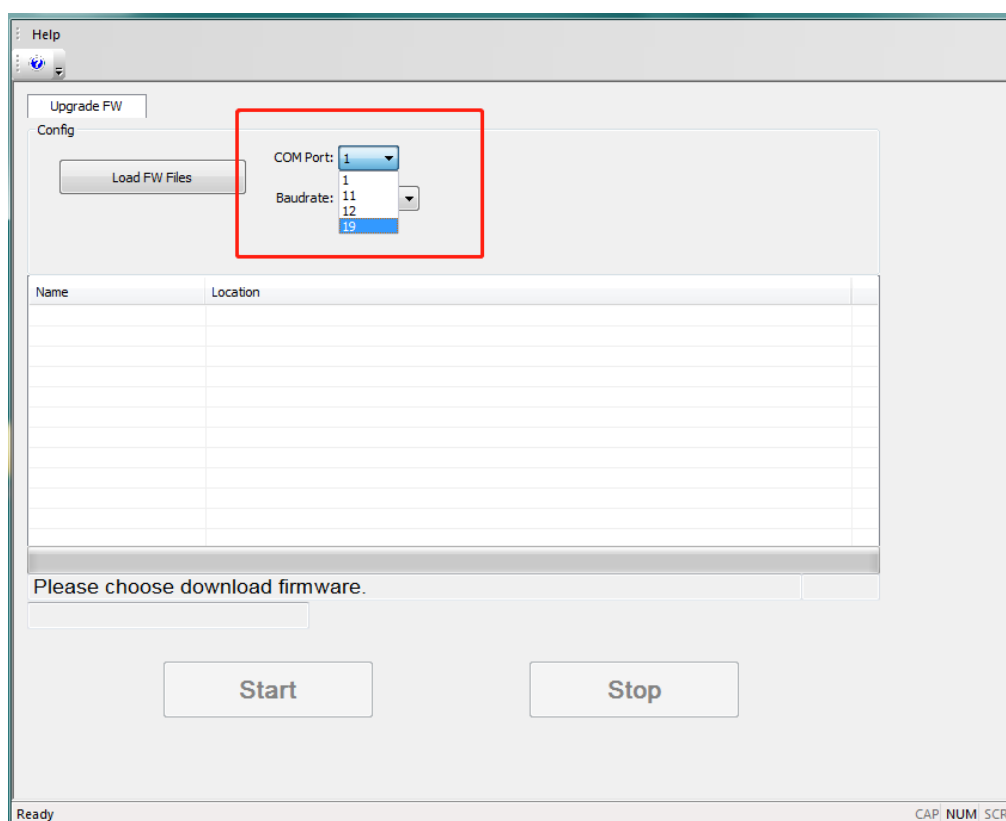 Help
Upgrade FW
Config
Load FW Files
COM Port: 1
1
11
12
19
Baudrate:
Name Location
Please choose download firmware.
Start Stop
Ready CAP NUM SCR